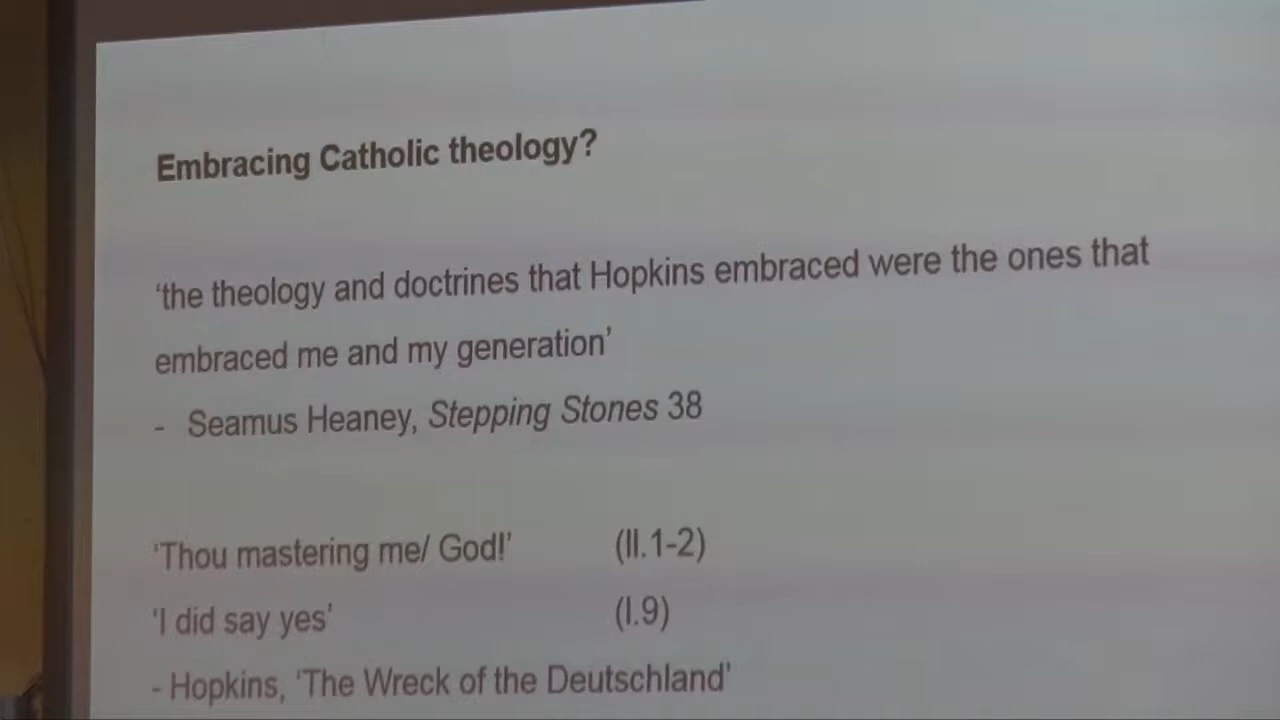 Embracing Catholic theology?
‘the theology and doctrines that Hopkins embraced were the ones that
embraced me and my generation’
- Seamus Heaney, Stepping Stones 38
‘Thou mastering me/ God!’ (ll.1-2)
‘I did say yes’ (l.9)
- Hopkins, ‘The Wreck of the Deutschland’